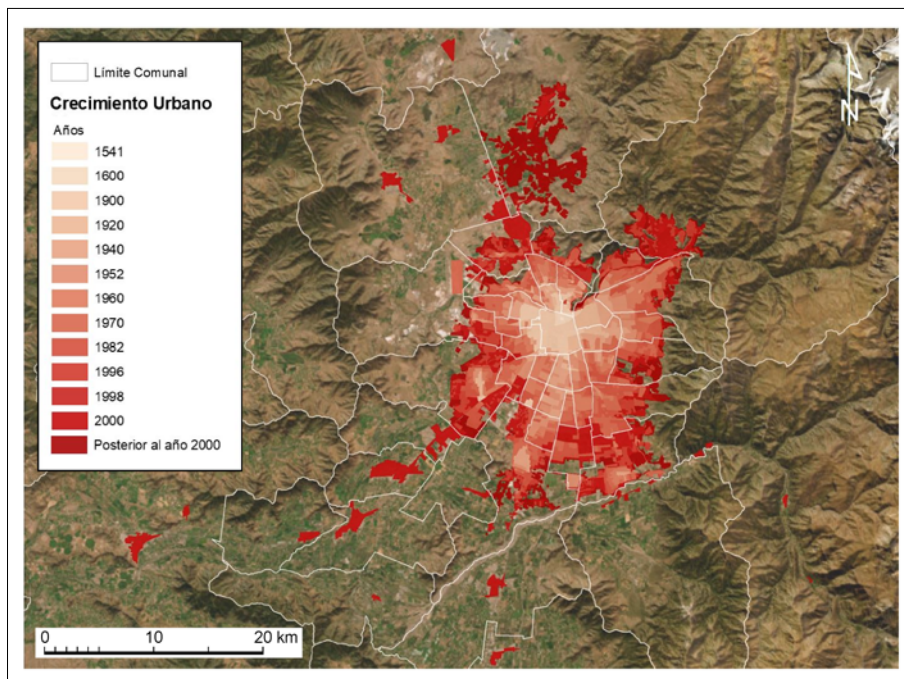 Límite Comunal
Crecimiento Urbano
Años
1541
1600
1900
1920
1940
1952
1960
1970
1982
1996
1998
2000
Posterior al año 2000
N
0 10 20 km